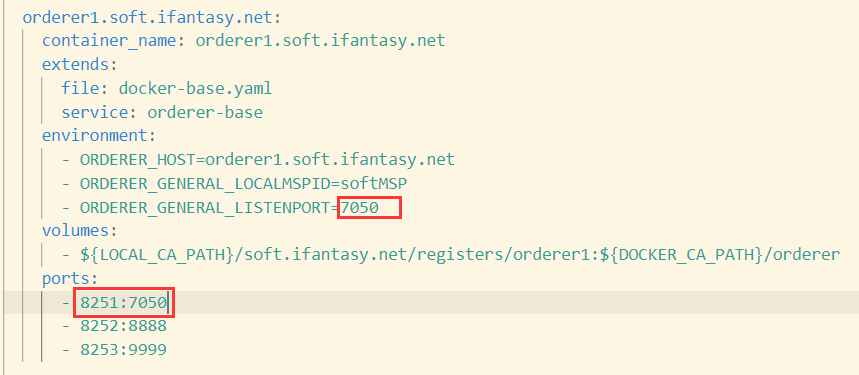 orderer1.soft.ifantasy.net:
container_name: orderer1.soft.ifantasy.net
extends:
file: docker-base.yaml
service: orderer-base
environment:
- ORDERER_HOST=orderer1.soft.ifantasy.net
- ORDERER_GENERAL_LOCALMSPID=softMSP
- ORDERER_GENERAL_LISTENPORT=7050
volumes:
- ${LOCAL_CA_PATH}/soft.ifantasy.net/registers/orderer1:${DOCKER_CA_PATH}/orderer
ports:
- 8251:7050
- 8252:8888
- 8253:9999